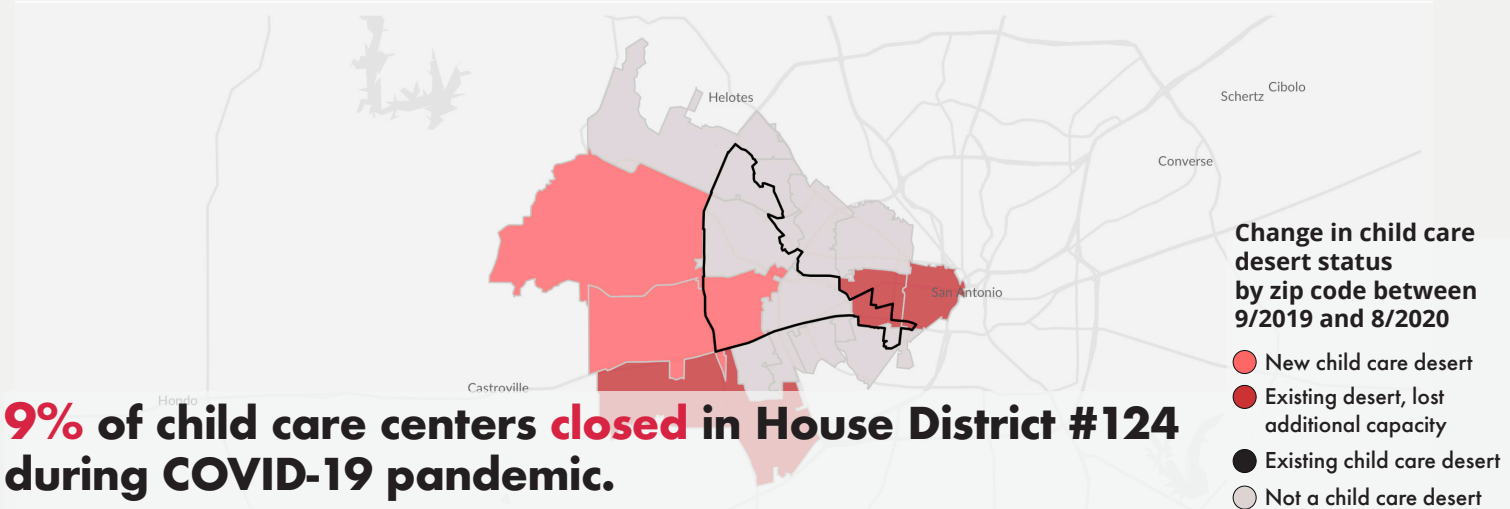 Helotes
Schertz
Cibolo
Converse
San Antonio
Castroville
Hondo
Change in child care
desert status
by zip code between
9/2019 and 8/2020
New child care desert
Existing desert, lost
additional capacity
Existing child care desert
Not a child care desert
9% of child care centers closed in House District #124
during COVID-19 pandemic.